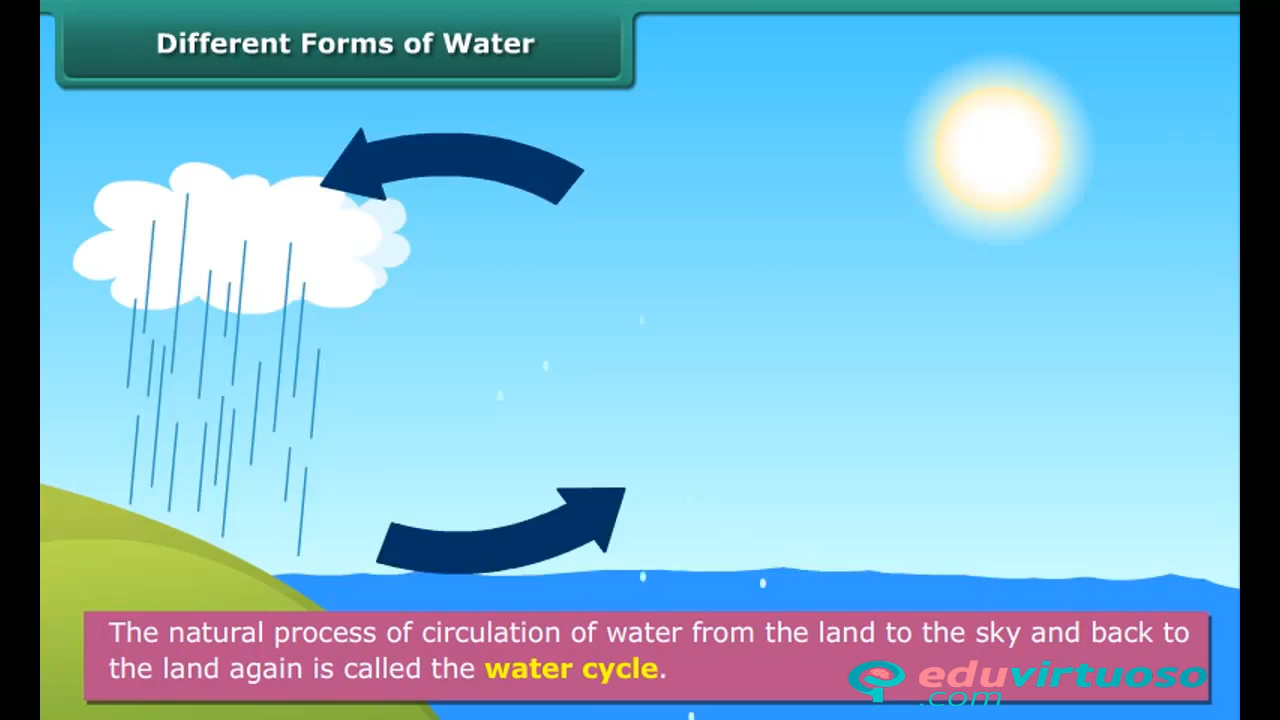 Different Forms of Water
The natural process of circulation of water from the land to the sky and back to
the land again is called the water cycle.
eduvirtuoso
.com